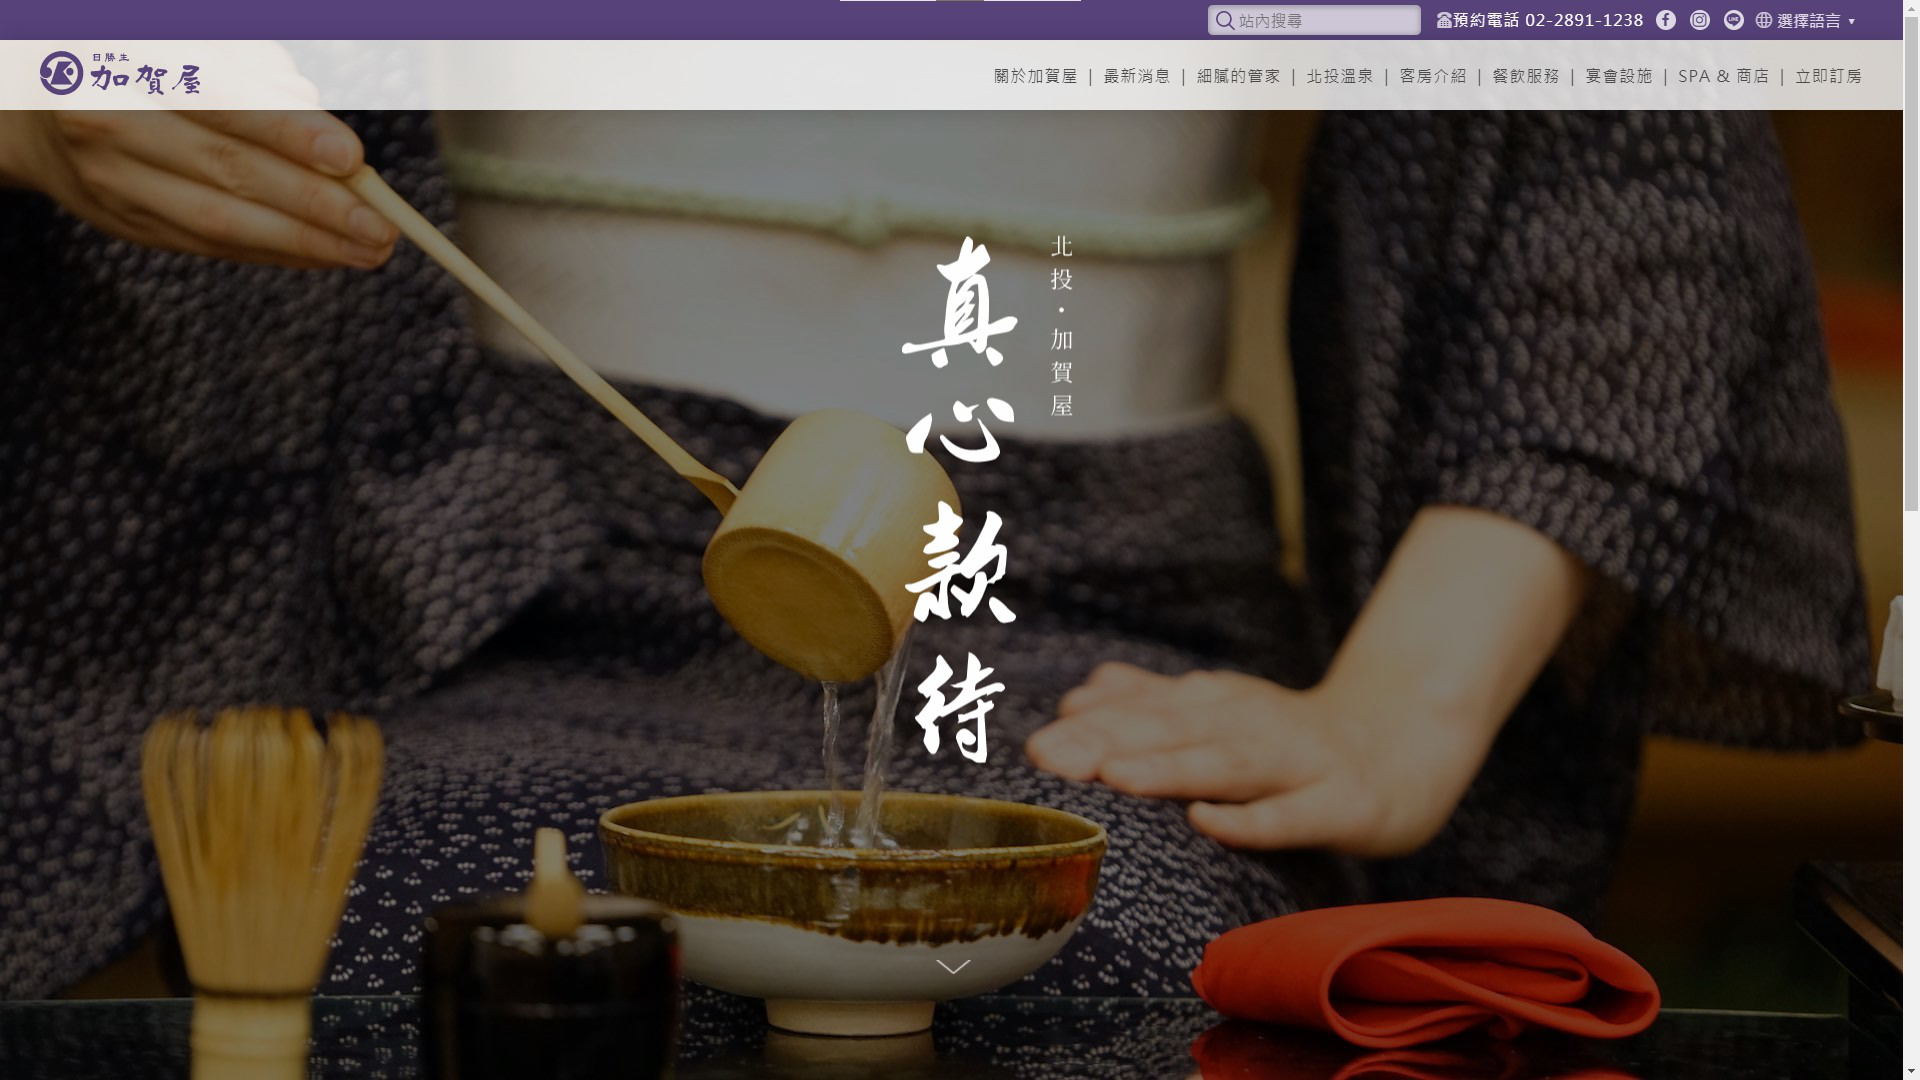 站內搜尋
預約電話 02-2891-1238
選擇語言
日勝生
加賀屋
關於加賀屋 | 最新消息 | 細膩的管家 | 北投溫泉 | 客房介紹 | 餐飲服務 | 宴會設施 | SPA & 商店 | 立即訂房
北投・加賀屋
真心款待